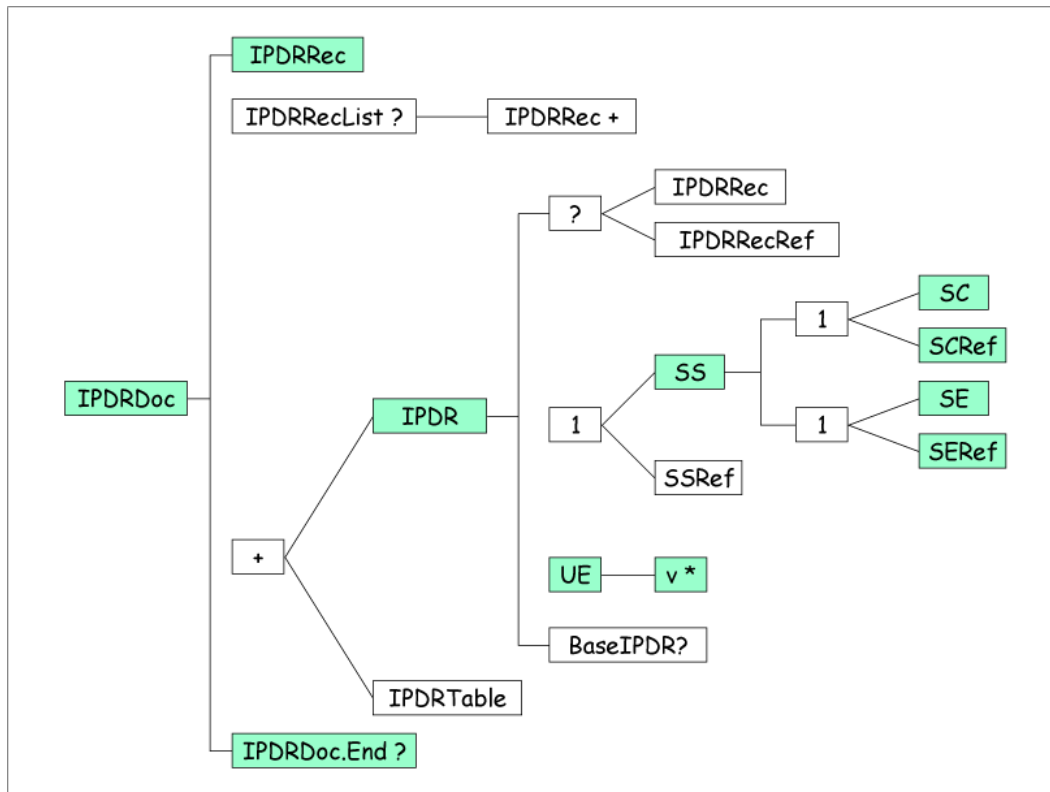 IPDRRec
IPDRRecList ?
IPDRRec +
IPDRRec
?
IPDRRecRef
SC
1
SCRef
SS
IPDRDoc
IPDR
SE
1
1
SERef
SSRef
+
UE
v *
BaseIPDR?
IPDRTable
IPDRDoc.End ?